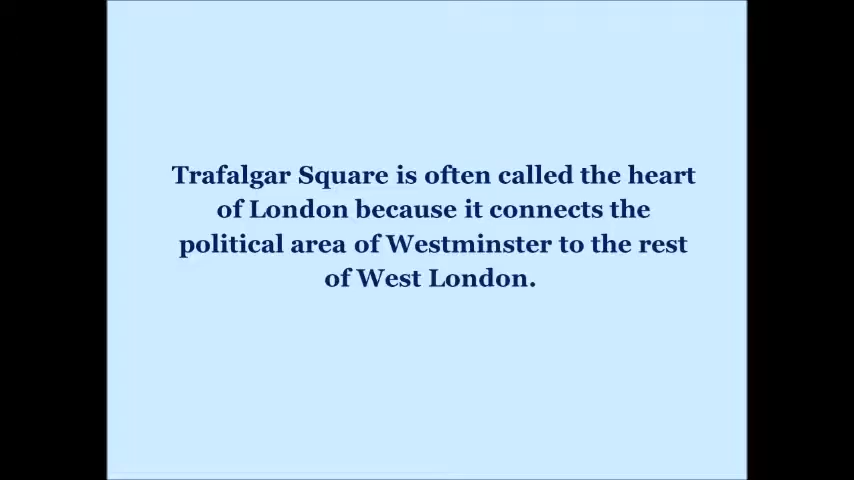 Trafalgar Square is often called the heart
of London because it connects the
political area of Westminster to the rest
of West London.